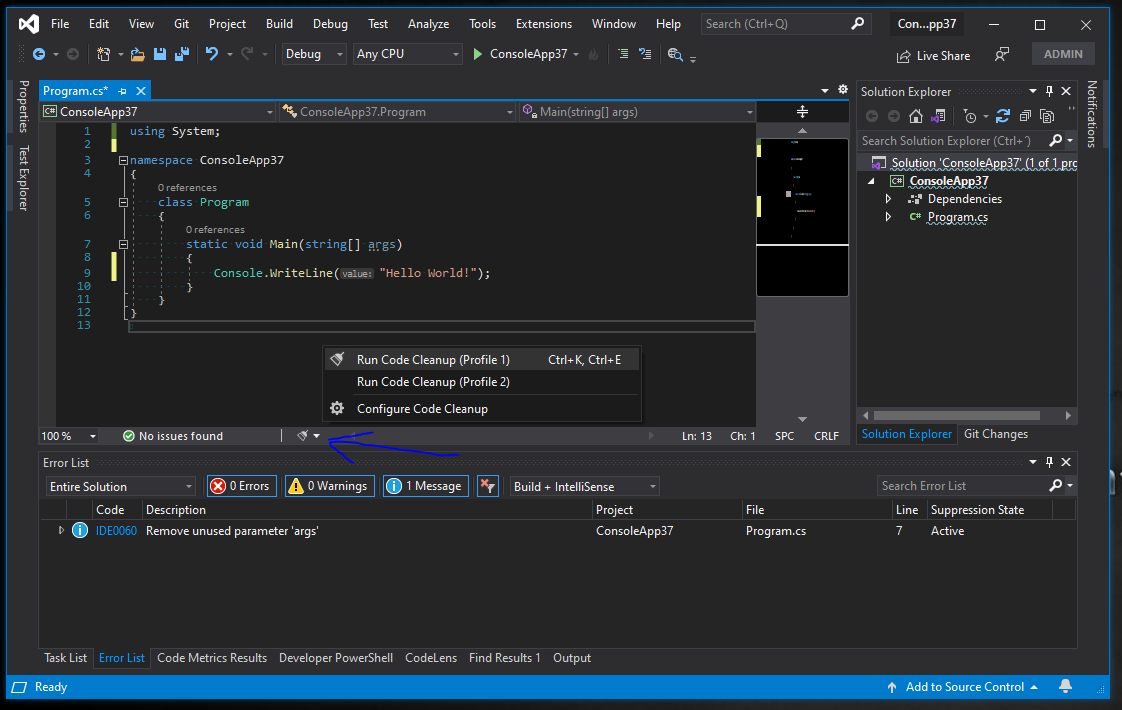 File Edit View Git Project Build Debug Test Analyze Tools Extensions Window Help Search (Ctrl+Q) Con...pp37
Debug Any CPU ConsoleApp37 Live Share ADMIN
Properties
Test Explorer
Program.cs*
ConsoleApp37 ConsoleApp37.Program Main(string[] args)
1 using System;
2
3 namespace ConsoleApp37
4 {
0 references
5 class Program
6 {
0 references
7 static void Main(string[] args)
8 {
9 Console.WriteLine(value: "Hello World!");
10 }
11 }
12 }
13
Run Code Cleanup (Profile 1) Ctrl+K, Ctrl+E
Run Code Cleanup (Profile 2)
Configure Code Cleanup
100 % No issues found Ln: 13 Ch: 1 SPC CRLF
Solution Explorer
Search Solution Explorer (Ctrl+¨)
Solution 'ConsoleApp37' (1 of 1 pro
ConsoleApp37
Dependencies
Program.cs
Solution Explorer Git Changes
Notifications
Error List
Entire Solution 0 Errors 0 Warnings 1 Message Build + IntelliSense Search Error List
Code Description Project File Line Suppression State
IDE0060 Remove unused parameter 'args' ConsoleApp37 Program.cs 7 Active
Task List Error List Code Metrics Results Developer PowerShell CodeLens Find Results 1 Output
Ready Add to Source Control